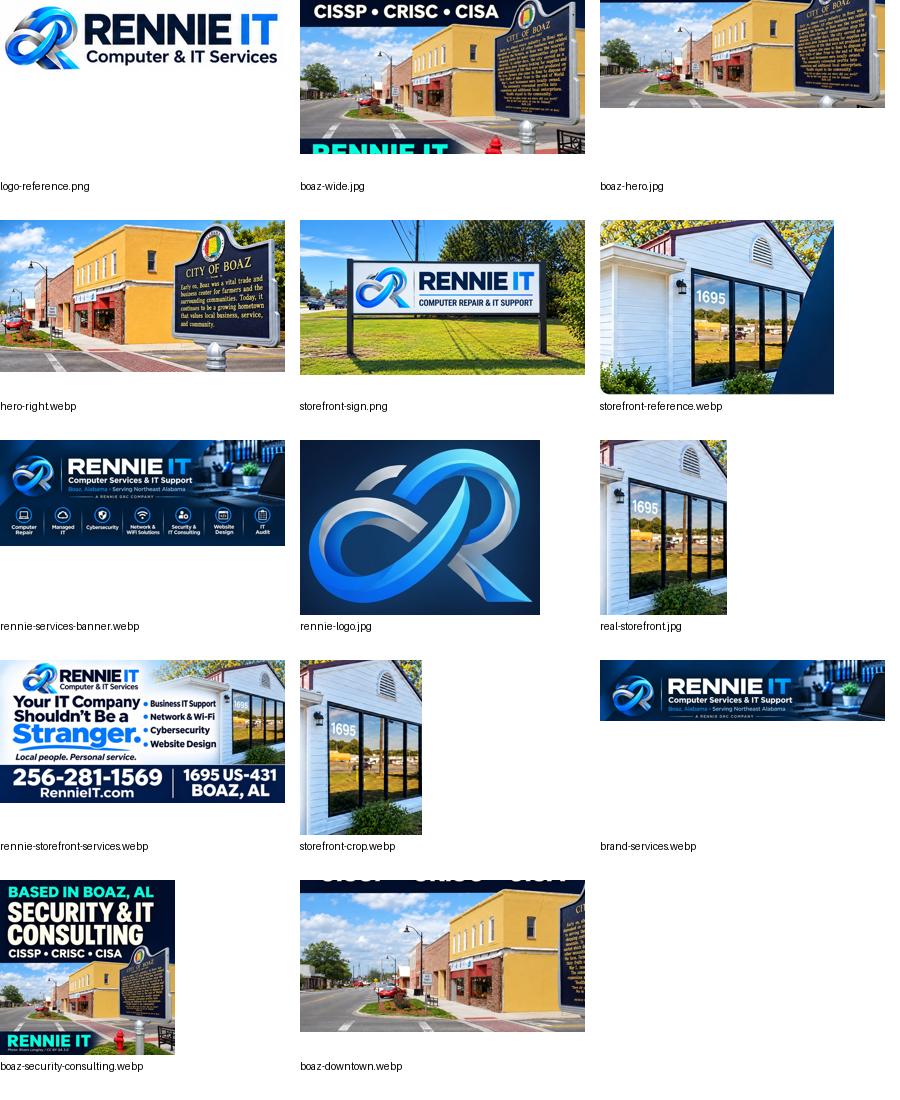 RENNIE IT
Computer & IT Services
logo-reference.png
CISSP • CRISC • CISA
CITY OF BOAZ
RENNIE IT
boaz-wide.jpg
CITY OF BOAZ
boaz-hero.jpg
CITY OF BOAZ
Early on, Boaz was a vital trade and
business center for farmers and the
surrounding communities. Today, it
continues to be a growing hometown
that values local business, service,
and community.
hero-right.webp
RENNIE IT
COMPUTER REPAIR & IT SUPPORT
storefront-sign.png
1695
storefront-reference.webp
RENNIE IT
Computer Services & IT Support
Boaz, Alabama - Serving Northeast Alabama
A RENNIE GRC COMPANY
Computer
Repair
Managed
IT
Cybersecurity
Network &
WiFi Solutions
Security &
IT Consulting
Website
Design
IT
Audit
rennie-services-banner.webp
rennie-logo.jpg
1695
real-storefront.jpg
RENNIE IT
Computer & IT Services
Your IT Company
Shouldn't Be a
Stranger.
Local people. Personal service.
• Business IT Support
• Network & Wi-Fi
• Cybersecurity
• Website Design
1695
256-281-1569
RennieIT.com
1695 US-431
BOAZ, AL
rennie-storefront-services.webp
1695
storefront-crop.webp
RENNIE IT
Computer Services & IT Support
Boaz, Alabama - Serving Northeast Alabama
A RENNIE GRC COMPANY
brand-services.webp
BASED IN BOAZ, AL
SECURITY & IT
CONSULTING
CISSP • CRISC • CISA
RENNIE IT
boaz-security-consulting.webp
boaz-downtown.webp